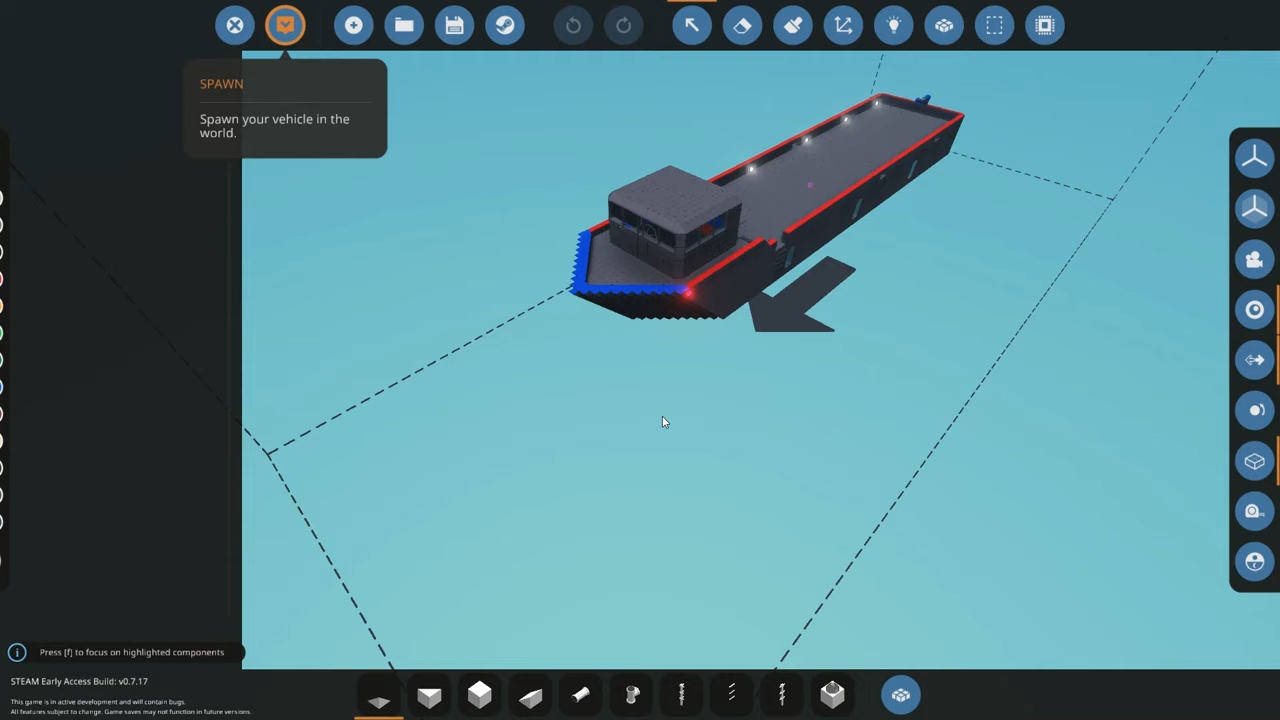 SPAWN
Spawn your vehicle in the
world.
Press [f] to focus on highlighted components
STEAM Early Access Build: v0.7.17
This game is in active development and will contain bugs.
All features subject to change. Game saves may not function in future versions.